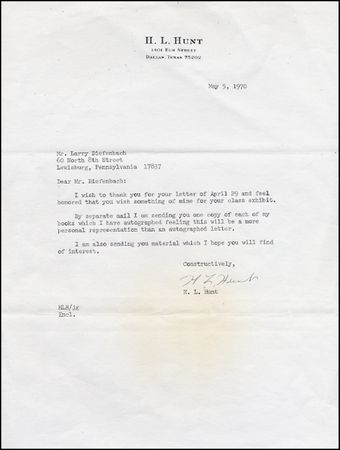 H. L. HUNT
1401 ELM STREET
DALLAS, TEXAS 75202
May 5, 1970
Mr. Larry Diefenbach
60 North 8th Street
Lewisburg, Pennsylvania 17837
Dear Mr. Diefenbach:
I wish to thank you for your letter of April 29 and feel
honored that you wish something of mine for your class exhibit.
By separate mail I am sending you one copy of each of my
books which I have autographed feeling this will be a more
personal representation than an autographed letter.
I am also sending you material which I hope you will find
of interest.
Constructively,
H L Hunt
H. L. Hunt
HLH/jg
Encl.